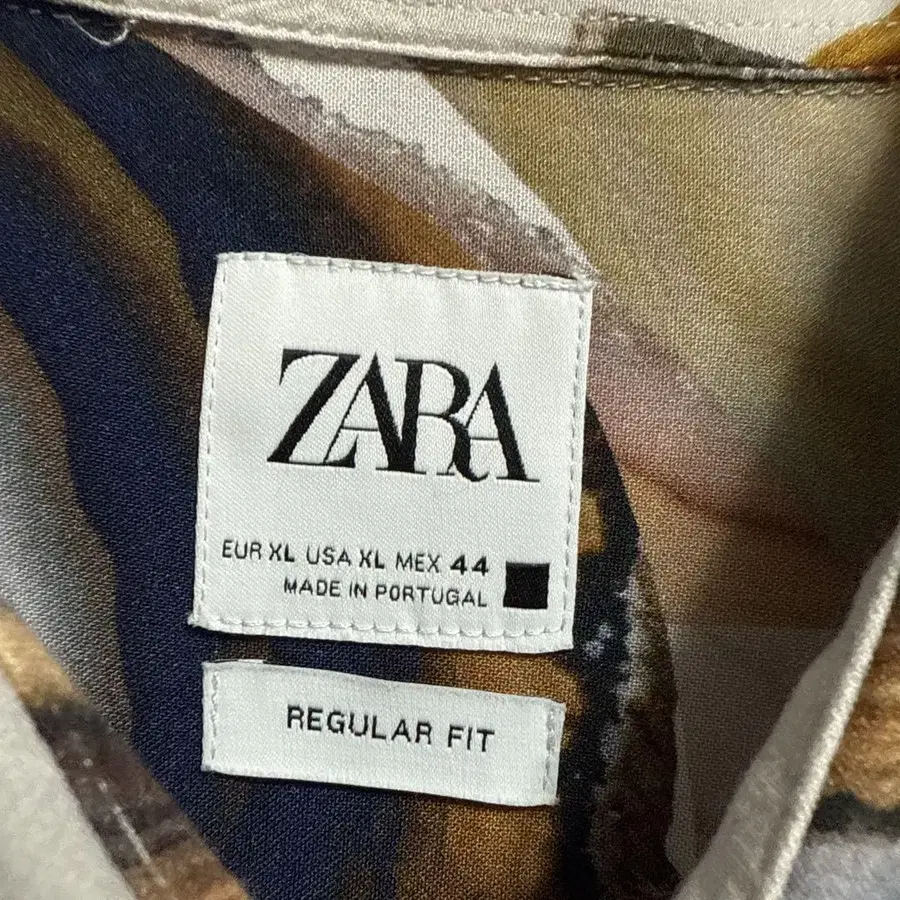 ZARA
EUR XL USA XL MEX 44
MADE IN PORTUGAL
REGULAR FIT